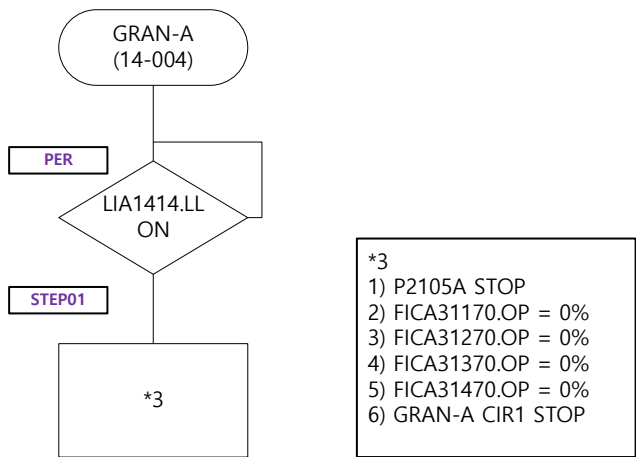 GRAN-A
(14-004)
PER
LIA1414.LL
ON
STEP01
*3
*3
1) P2105A STOP
2) FICA31170.OP = 0%
3) FICA31270.OP = 0%
4) FICA31370.OP = 0%
5) FICA31470.OP = 0%
6) GRAN-A CIR1 STOP